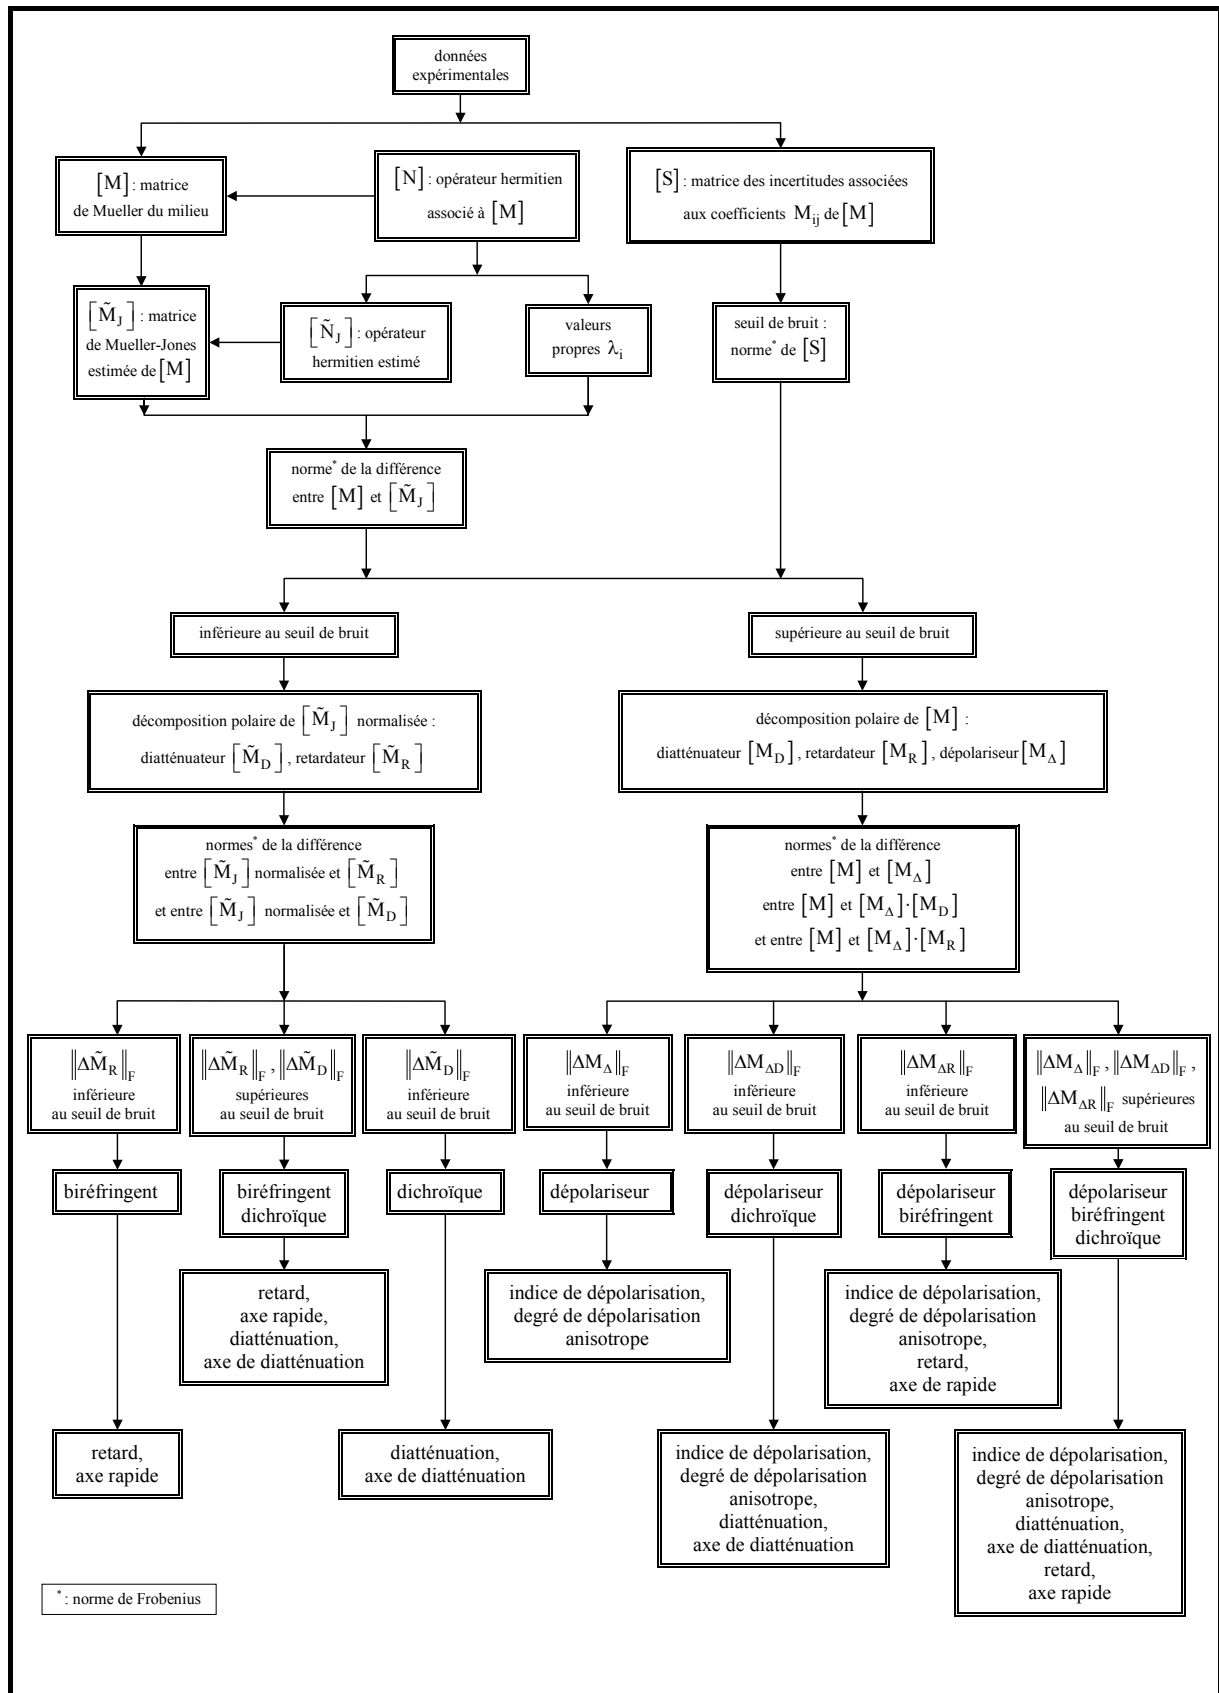 données
expérimentales
[M] : matrice
de Mueller du milieu
[N] : opérateur hermitien
associé à [M]
[S] : matrice des incertitudes associées
aux coefficients M_ij de [M]
[M̃_J] : matrice
de Mueller-Jones
estimée de [M]
[Ñ_J] : opérateur
hermitien estimé
valeurs
propres λ_i
seuil de bruit :
norme* de [S]
norme* de la différence
entre [M] et [M̃_J]
inférieure au seuil de bruit
supérieure au seuil de bruit
décomposition polaire de [M̃_J] normalisée :
diatténuateur [M̃_D], retardateur [M̃_R]
décomposition polaire de [M] :
diatténuateur [M_D], retardateur [M_R], dépolariseur [M_Δ]
normes* de la différence
entre [M̃_J] normalisée et [M̃_R]
et entre [M̃_J] normalisée et [M̃_D]
normes* de la différence
entre [M] et [M_Δ]
entre [M] et [M_Δ]·[M_D]
et entre [M] et [M_Δ]·[M_R]
‖ΔM̃_R‖_F
inférieure
au seuil de bruit
‖ΔM̃_R‖_F , ‖ΔM̃_D‖_F
supérieures
au seuil de bruit
‖ΔM̃_D‖_F
inférieure
au seuil de bruit
‖ΔM_Δ‖_F
inférieure
au seuil de bruit
‖ΔM_ΔD‖_F
inférieure
au seuil de bruit
‖ΔM_ΔR‖_F
inférieure
au seuil de bruit
‖ΔM_Δ‖_F , ‖ΔM_ΔD‖_F ,
‖ΔM_ΔR‖_F supérieures
au seuil de bruit
biréfringent
biréfringent
dichroïque
dichroïque
dépolariseur
dépolariseur
dichroïque
dépolariseur
biréfringent
dépolariseur
biréfringent
dichroïque
retard,
axe rapide,
diatténuation,
axe de diatténuation
indice de dépolarisation,
degré de dépolarisation
anisotrope
indice de dépolarisation,
degré de dépolarisation
anisotrope,
retard,
axe de rapide
retard,
axe rapide
diatténuation,
axe de diatténuation
indice de dépolarisation,
degré de dépolarisation
anisotrope,
diatténuation,
axe de diatténuation
indice de dépolarisation,
degré de dépolarisation
anisotrope,
diatténuation,
axe de diatténuation,
retard,
axe rapide
* : norme de Frobenius